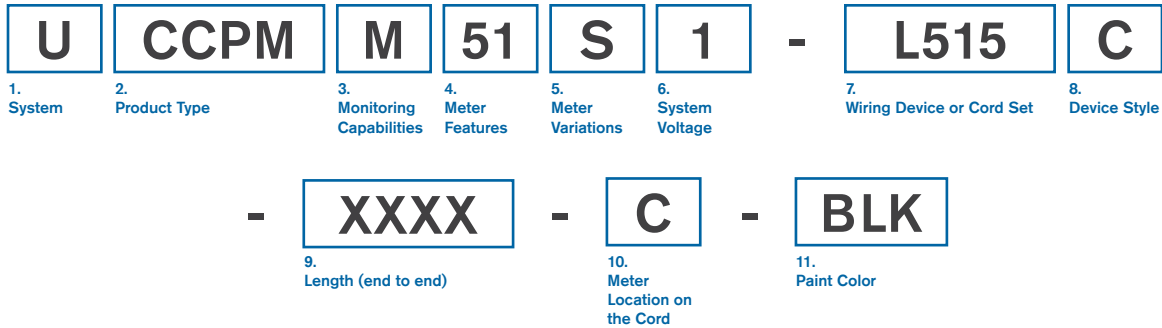 U CCPM M 51 S 1 - L515 C
1. 2. 3. 4. 5. 6. 7. 8.
System Product Type Monitoring Meter Meter System Wiring Device or Cord Set Device Style
Capabilities Features Variations Voltage
- XXXX - C - BLK
9. 10. 11.
Length (end to end) Meter Paint Color
Location on
the Cord